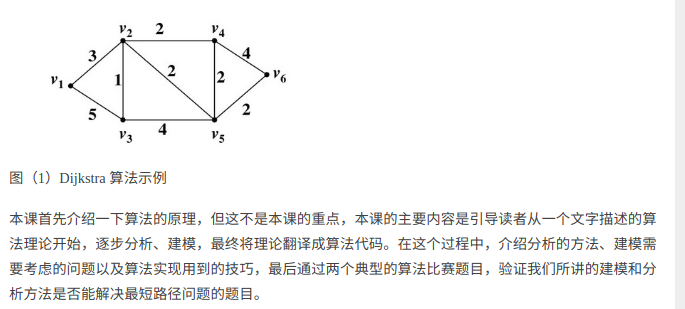 v2 2 v4
3 4
v1 1 2 2 v6
5 2
v3 4 v5
图（1）Dijkstra 算法示例
本课首先介绍一下算法的原理，但这不是本课的重点，本课的主要内容是引导读者从一个文字描述的算
法理论开始，逐步分析、建模，最终将理论翻译成算法代码。在这个过程中，介绍分析的方法、建模需
要考虑的问题以及算法实现用到的技巧，最后通过两个典型的算法比赛题目，验证我们所讲的建模和分
析方法是否能解决最短路径问题的题目。